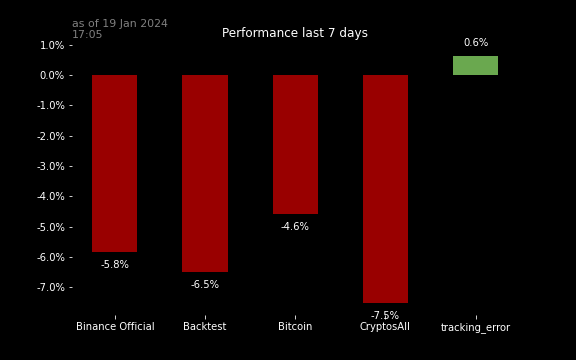 as of 19 Jan 2024
17:05
Performance last 7 days
1.0%
0.0%
-1.0%
-2.0%
-3.0%
-4.0%
-5.0%
-6.0%
-7.0%
0.6%
-5.8%
-6.5%
-4.6%
-7.5%
Binance Official
Backtest
Bitcoin
CryptosAll
tracking_error